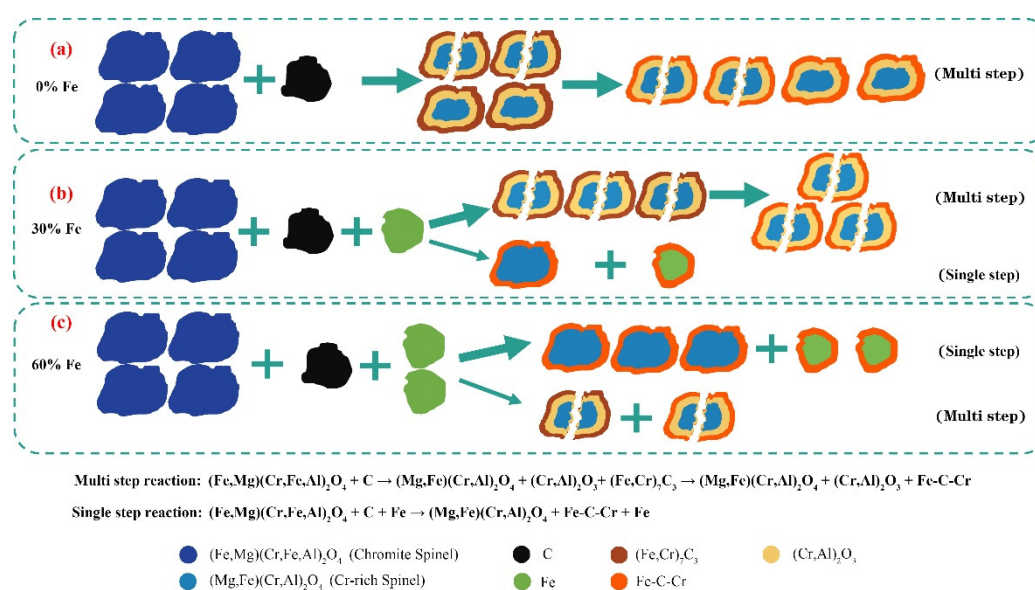 (a)
0% Fe
(Multi step)
(b)
30% Fe
(Multi step)
(Single step)
(c)
60% Fe
(Single step)
(Multi step)
Multi step reaction: (Fe,Mg)(Cr,Fe,Al)₂O₄ + C → (Mg,Fe)(Cr,Al)₂O₄ + (Cr,Al)₂O₃+ (Fe,Cr)₇C₃ → (Mg,Fe)(Cr,Al)₂O₄ + (Cr,Al)₂O₃ + Fe-C-Cr
Single step reaction: (Fe,Mg)(Cr,Fe,Al)₂O₄ + C + Fe → (Mg,Fe)(Cr,Al)₂O₄ + Fe-C-Cr + Fe
(Fe,Mg)(Cr,Fe,Al)₂O₄ (Chromite Spinel) C (Fe,Cr)₇C₃ (Cr,Al)₂O₃
(Mg,Fe)(Cr,Al)₂O₄ (Cr-rich Spinel) Fe Fe-C-Cr